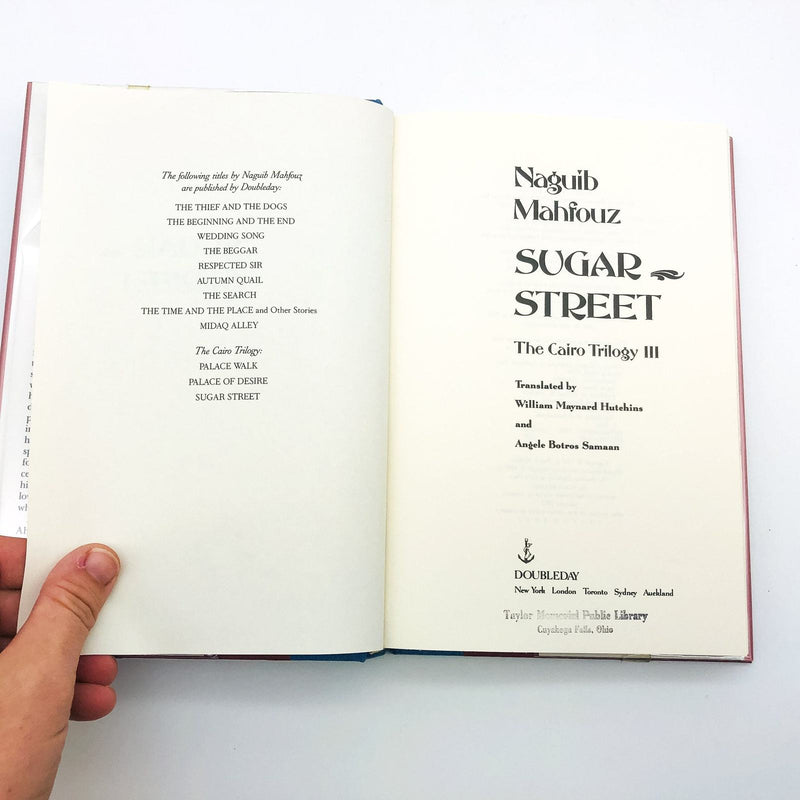 The following titles by Naguib Mahfouz
are published by Doubleday:
THE THIEF AND THE DOGS
THE BEGINNING AND THE END
WEDDING SONG
THE BEGGAR
RESPECTED SIR
AUTUMN QUAIL
THE SEARCH
THE TIME AND THE PLACE and Other Stories
MIDAQ ALLEY
The Cairo Trilogy:
PALACE WALK
PALACE OF DESIRE
SUGAR STREET
Naguib
Mahfouz
SUGAR
STREET
The Cairo Trilogy III
Translated by
William Maynard Hutchins
and
Angele Botros Samaan
DOUBLEDAY
New York London Toronto Sydney Auckland
Taylor Memorial Public Library
Cuyahoga Falls, Ohio